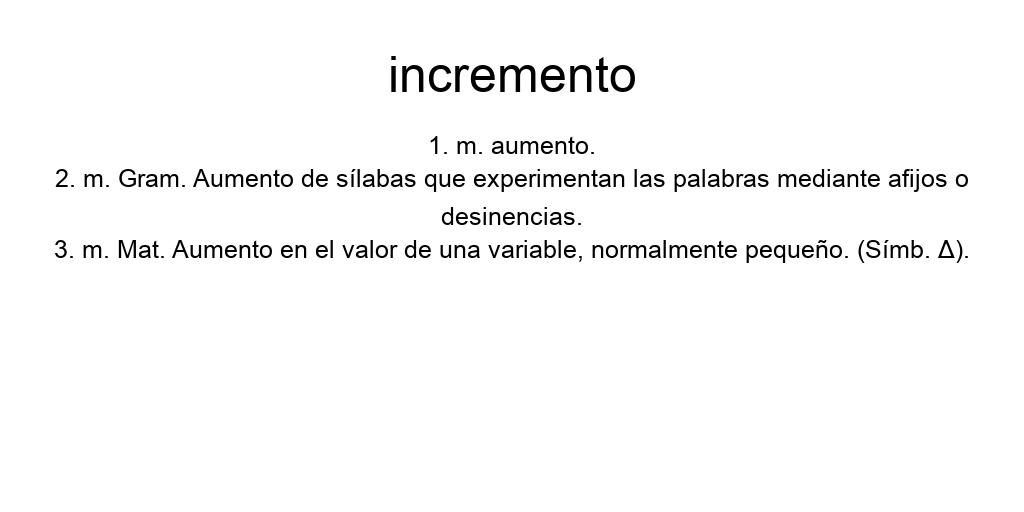 incremento
1. m. aumento.
2. m. Gram. Aumento de sílabas que experimentan las palabras mediante afijos o
desinencias.
3. m. Mat. Aumento en el valor de una variable, normalmente pequeño. (Símb. Δ).